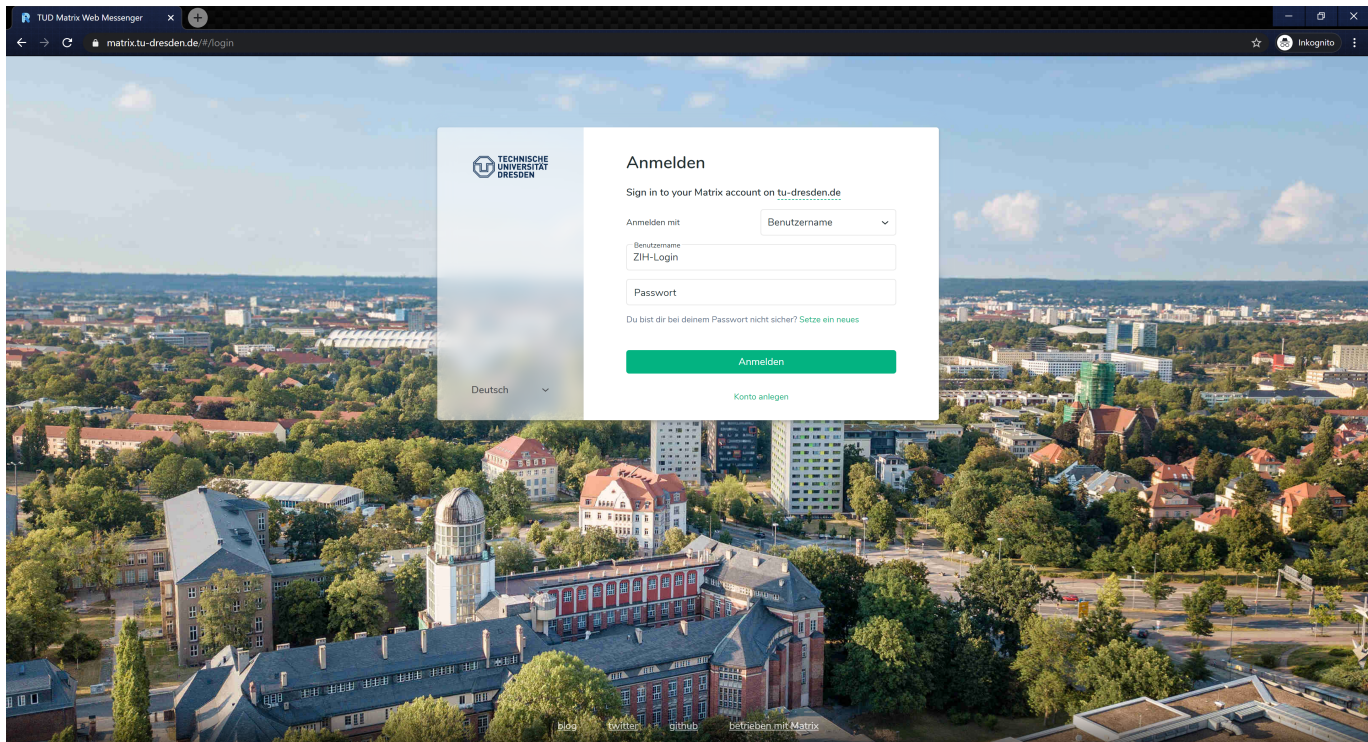 TUD Matrix Web Messenger
matrix.tu-dresden.de/#/login
Inkognito
TECHNISCHE
UNIVERSITÄT
DRESDEN
Deutsch
Anmelden
Sign in to your Matrix account on tu-dresden.de
Anmelden mit
Benutzername
Benutzername
ZIH-Login
Passwort
Du bist dir bei deinem Passwort nicht sicher? Setze ein neues
Anmelden
Konto anlegen
blog twitter github betrieben mit Matrix